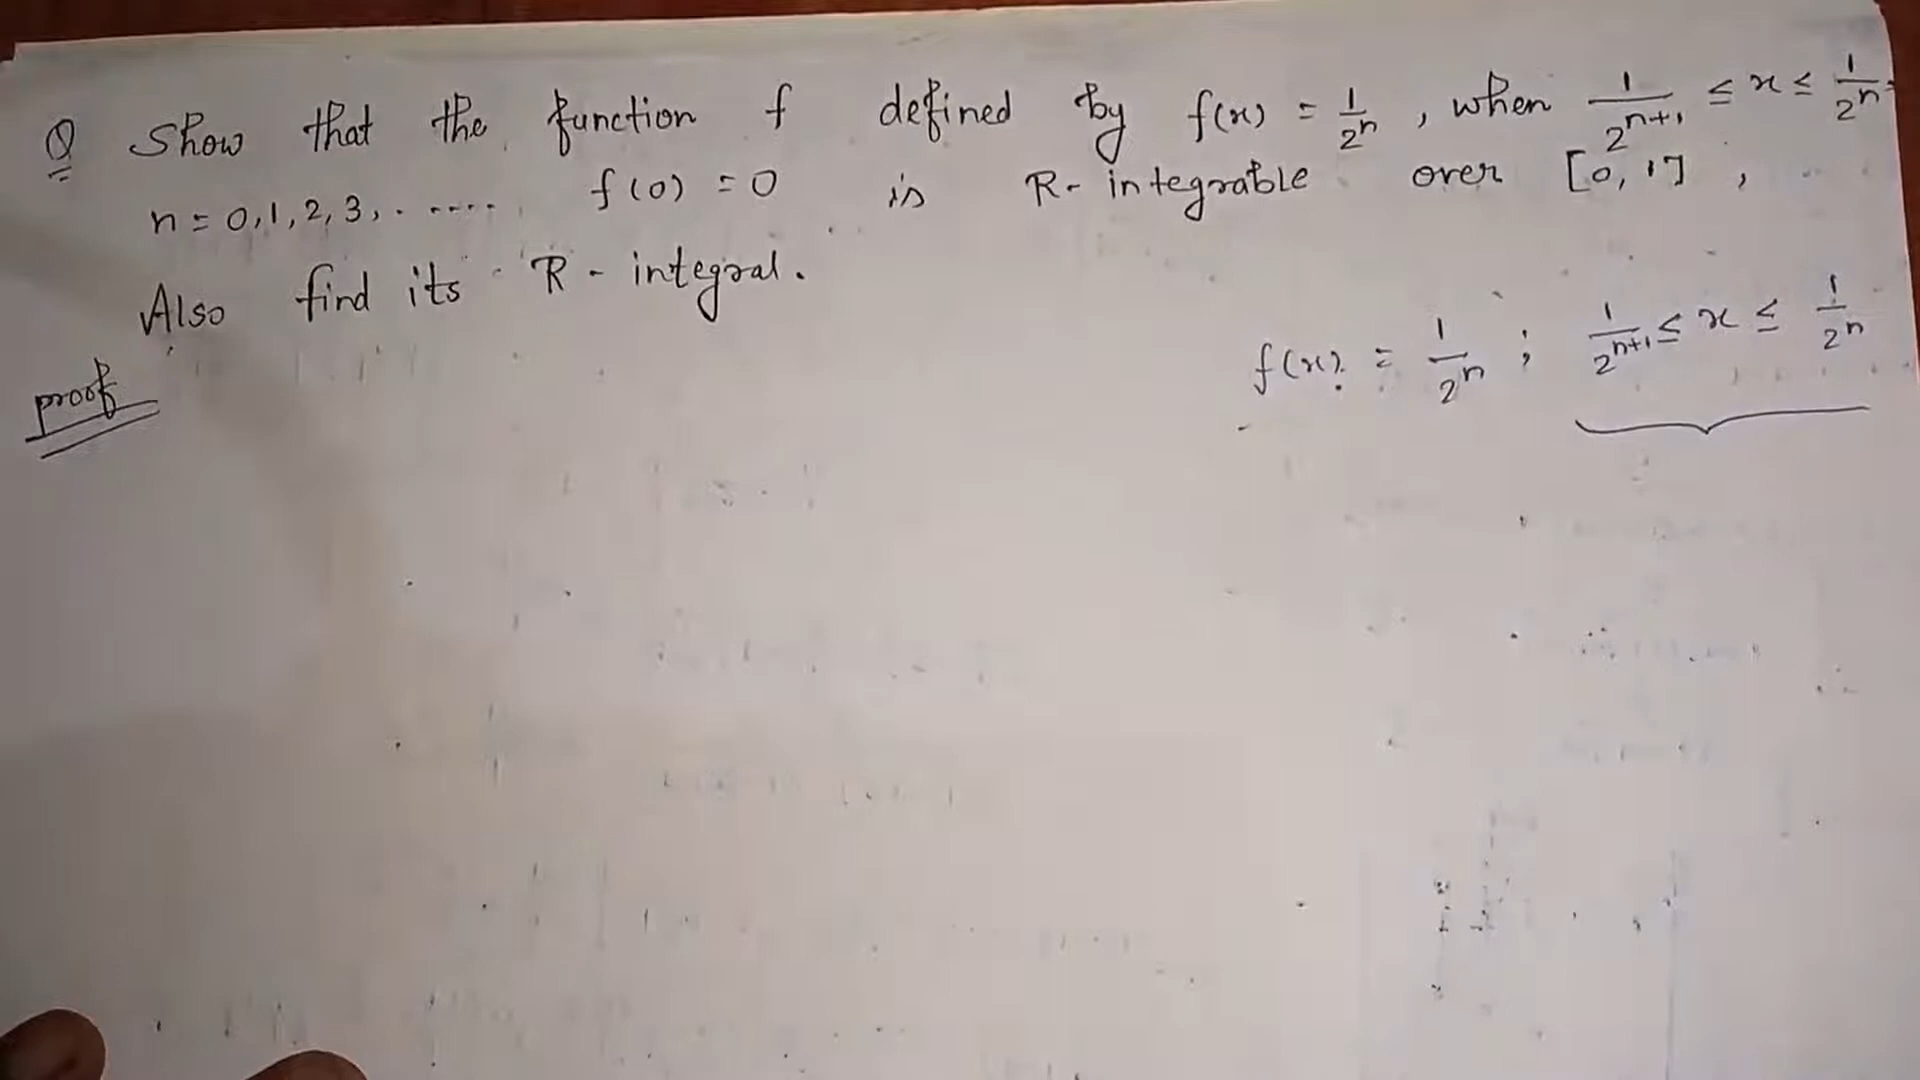 Q Show that the function f defined by f(x) = 1/2^n , when 1/2^{n+1} ≤ x ≤ 1/2^n
n = 0,1,2,3,...... f(0) = 0 is R-integrable over [0,1] ,
Also find its R-integral.
f(x) = 1/2^n ; 1/2^{n+1} ≤ x ≤ 1/2^n
proof